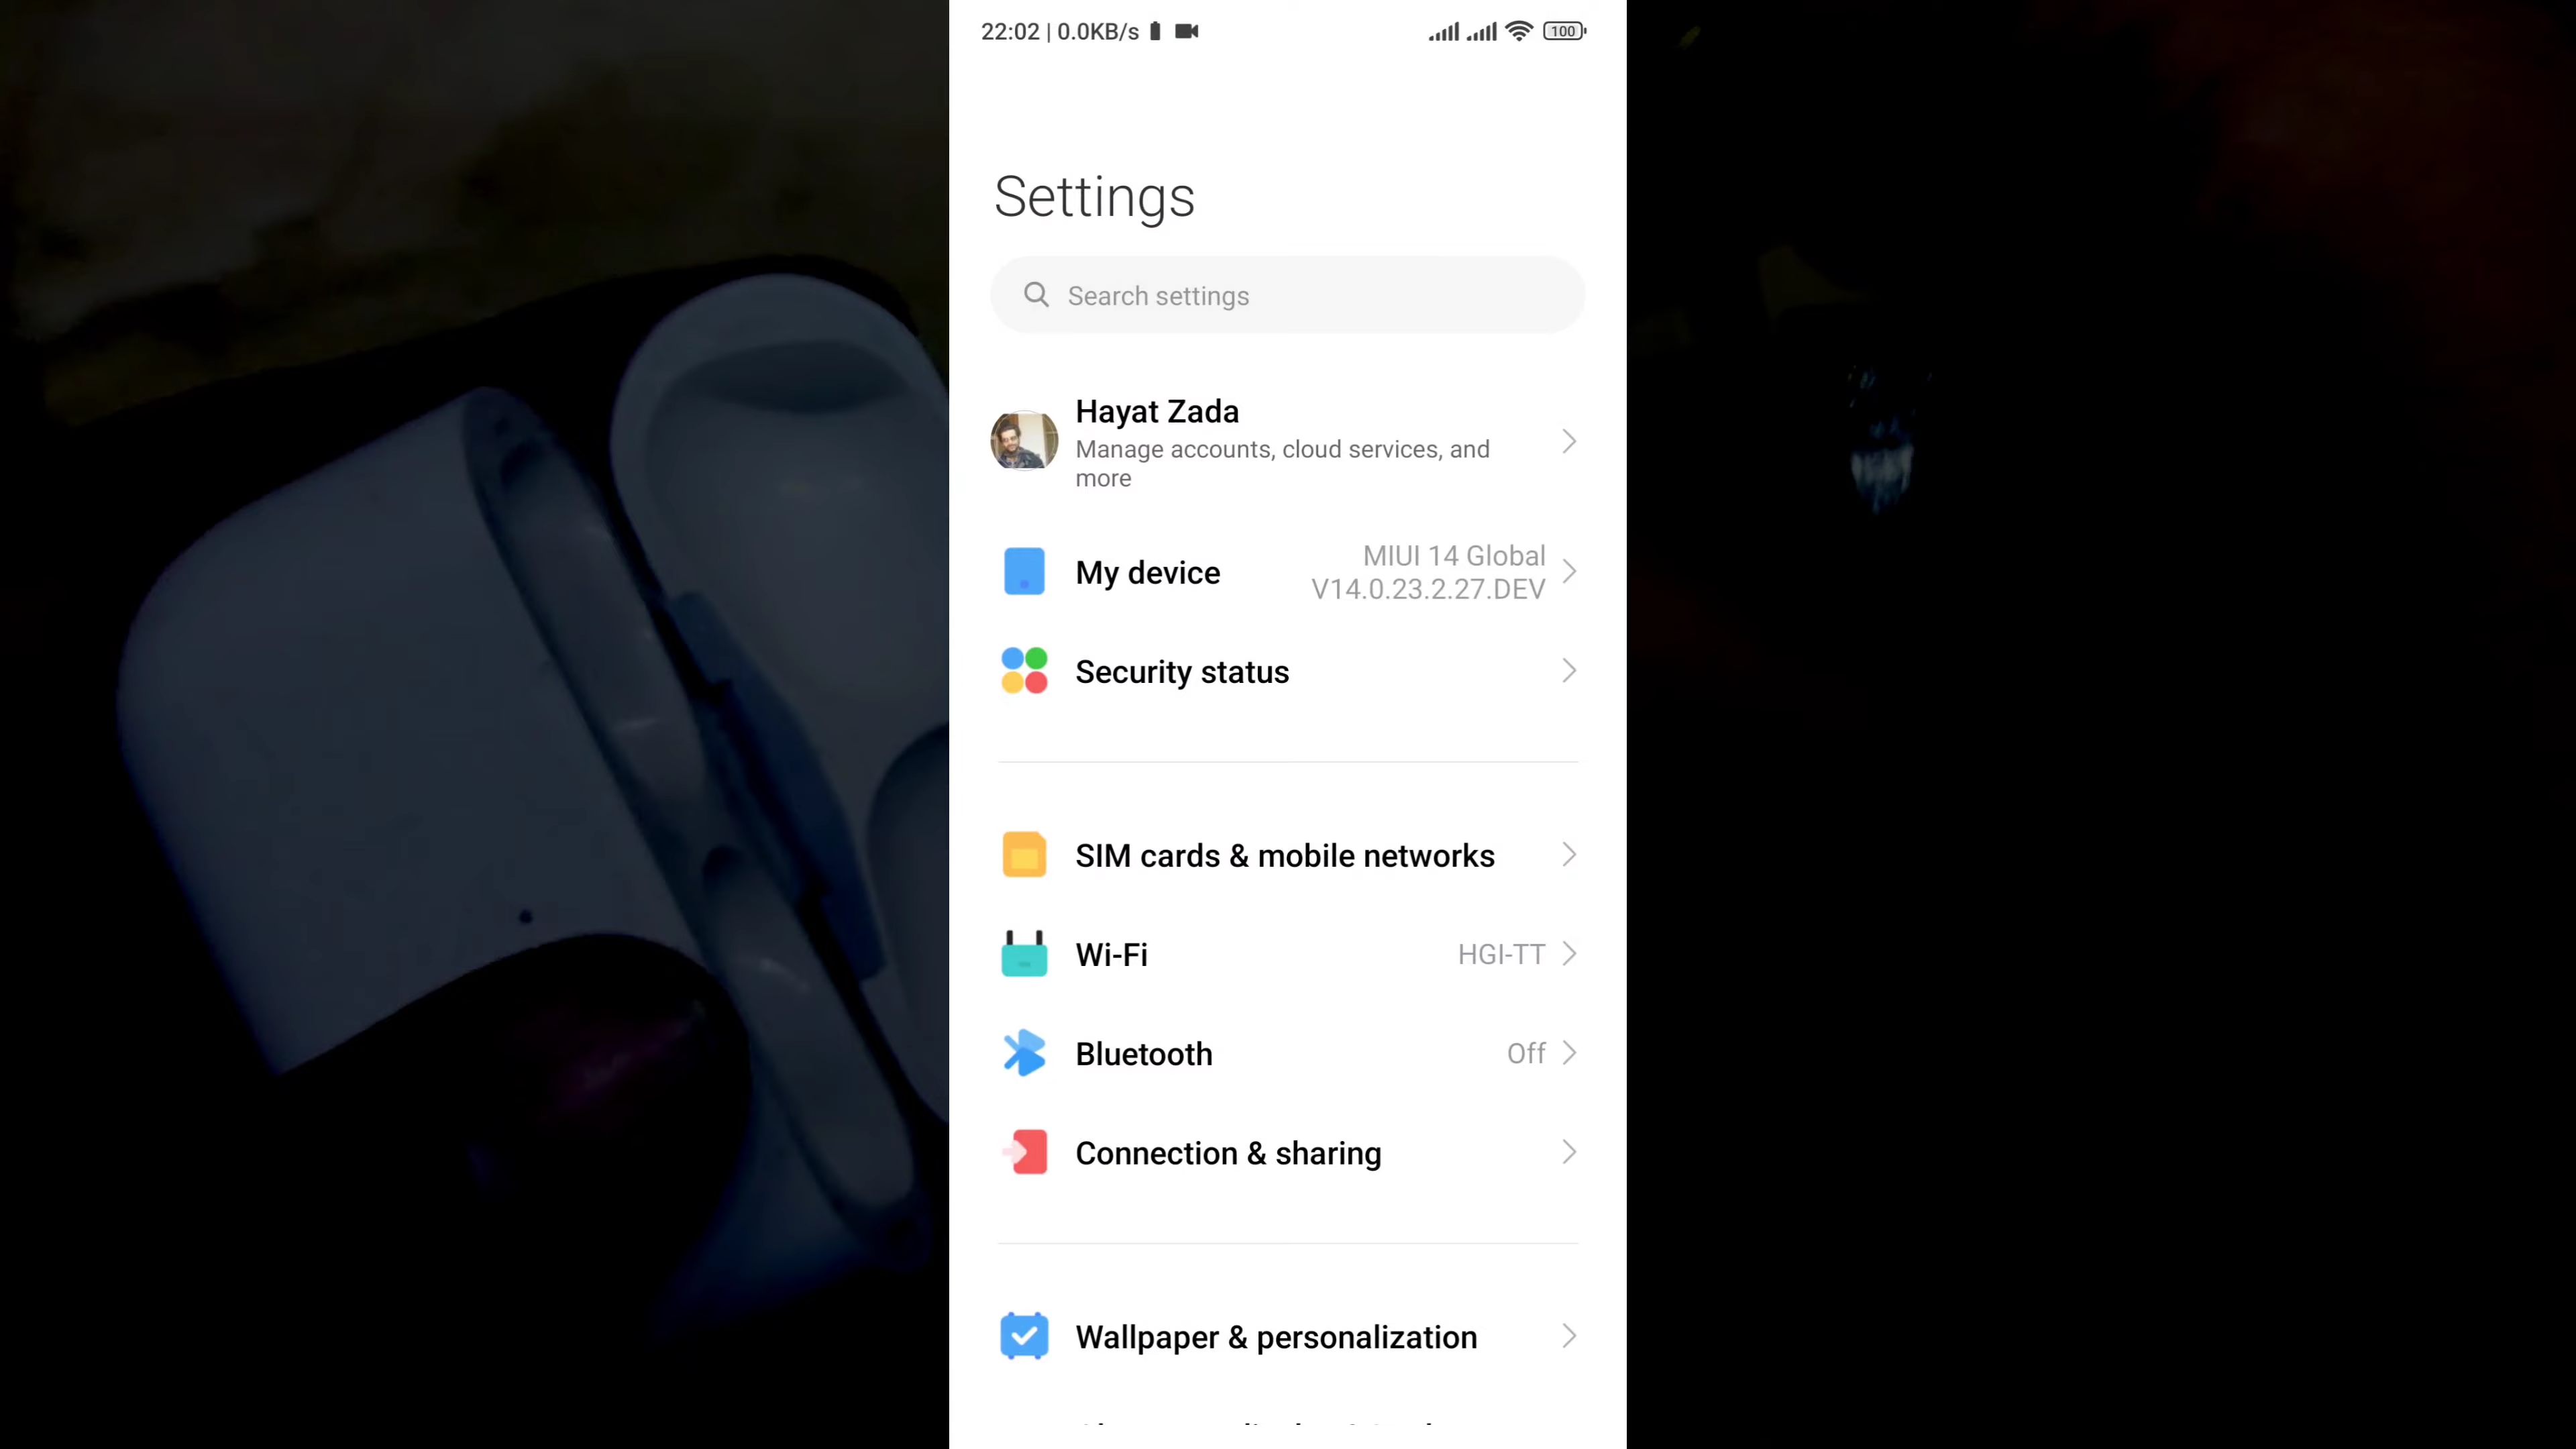 22:02 | 0.0KB/s
100
Settings
Search settings
Hayat Zada
Manage accounts, cloud services, and
more
My device
MIUI 14 Global
V14.0.23.2.27.DEV
Security status
SIM cards & mobile networks
Wi-Fi
HGI-TT
Bluetooth
Off
Connection & sharing
Wallpaper & personalization